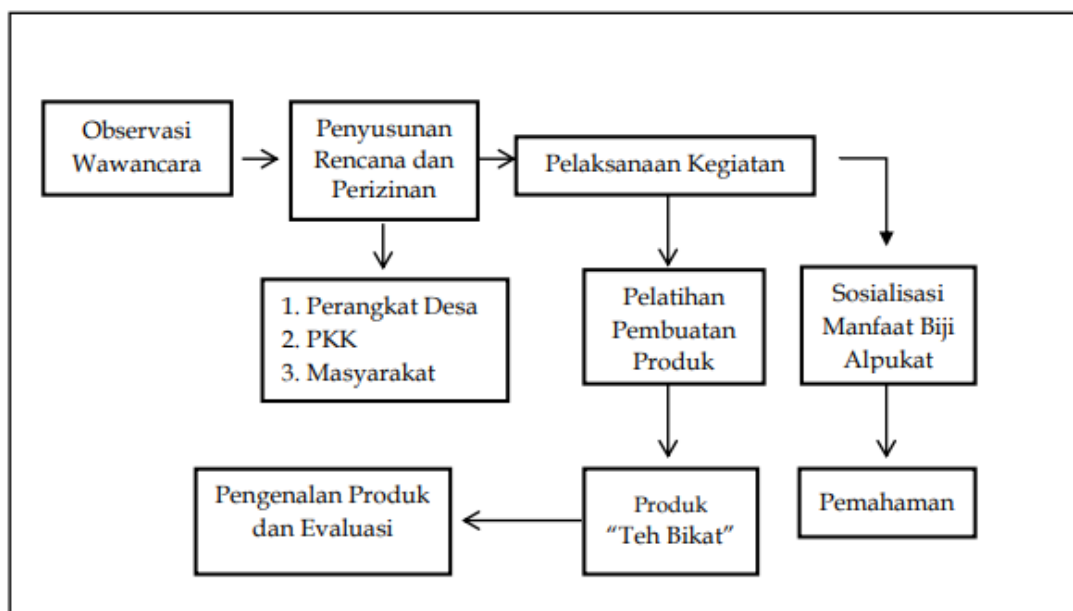 Observasi
Wawancara
Penyusunan
Rencana dan
Perizinan
Pelaksanaan Kegiatan
1. Perangkat Desa
2. PKK
3. Masyarakat
Pelatihan
Pembuatan
Produk
Sosialisasi
Manfaat Biji
Alpukat
Pengenalan Produk
dan Evaluasi
Produk
“Teh Bikat”
Pemahaman